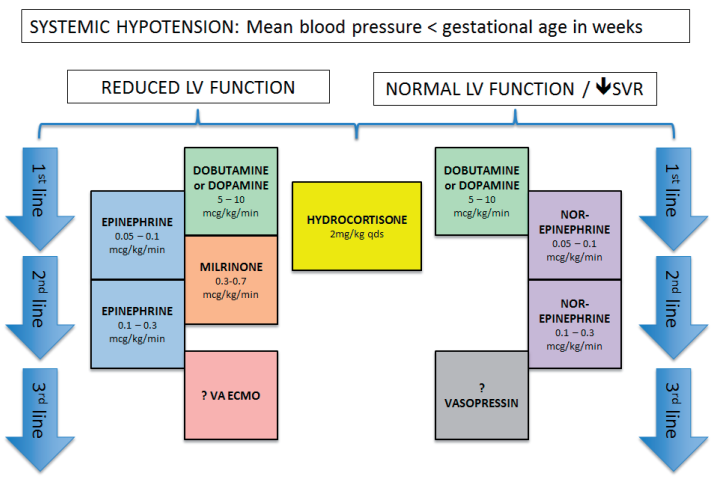 SYSTEMIC HYPOTENSION: Mean blood pressure < gestational age in weeks
REDUCED LV FUNCTION
NORMAL LV FUNCTION / 🡇SVR
1st line
2nd line
3rd line
EPINEPHRINE
0.05 – 0.1
mcg/kg/min
EPINEPHRINE
0.1 – 0.3
mcg/kg/min
DOBUTAMINE
or DOPAMINE
5 – 10
mcg/kg/min
MILRINONE
0.3-0.7
mcg/kg/min
? VA ECMO
HYDROCORTISONE
2mg/kg qds
DOBUTAMINE
or DOPAMINE
5 – 10
mcg/kg/min
?
VASOPRESSIN
NOR-
EPINEPHRINE
0.05 – 0.1
mcg/kg/min
NOR-
EPINEPHRINE
0.1 – 0.3
mcg/kg/min
1st line
2nd line
3rd line